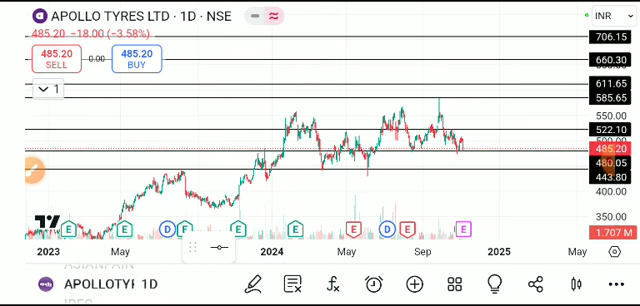 APOLLO TYRES LTD · 1D · NSE
INR
485.20 −18.00 (−3.58%)
706.15
485.20 SELL
0.00
485.20 BUY
660.30
1
611.65
585.65
550.00
522.10
485.20
480.05
443.80
400.00
350.00
1.707 M
E E D E E E E D E E
2023 May 2024 May Sep 2025 May
APOLLOTYF 1D